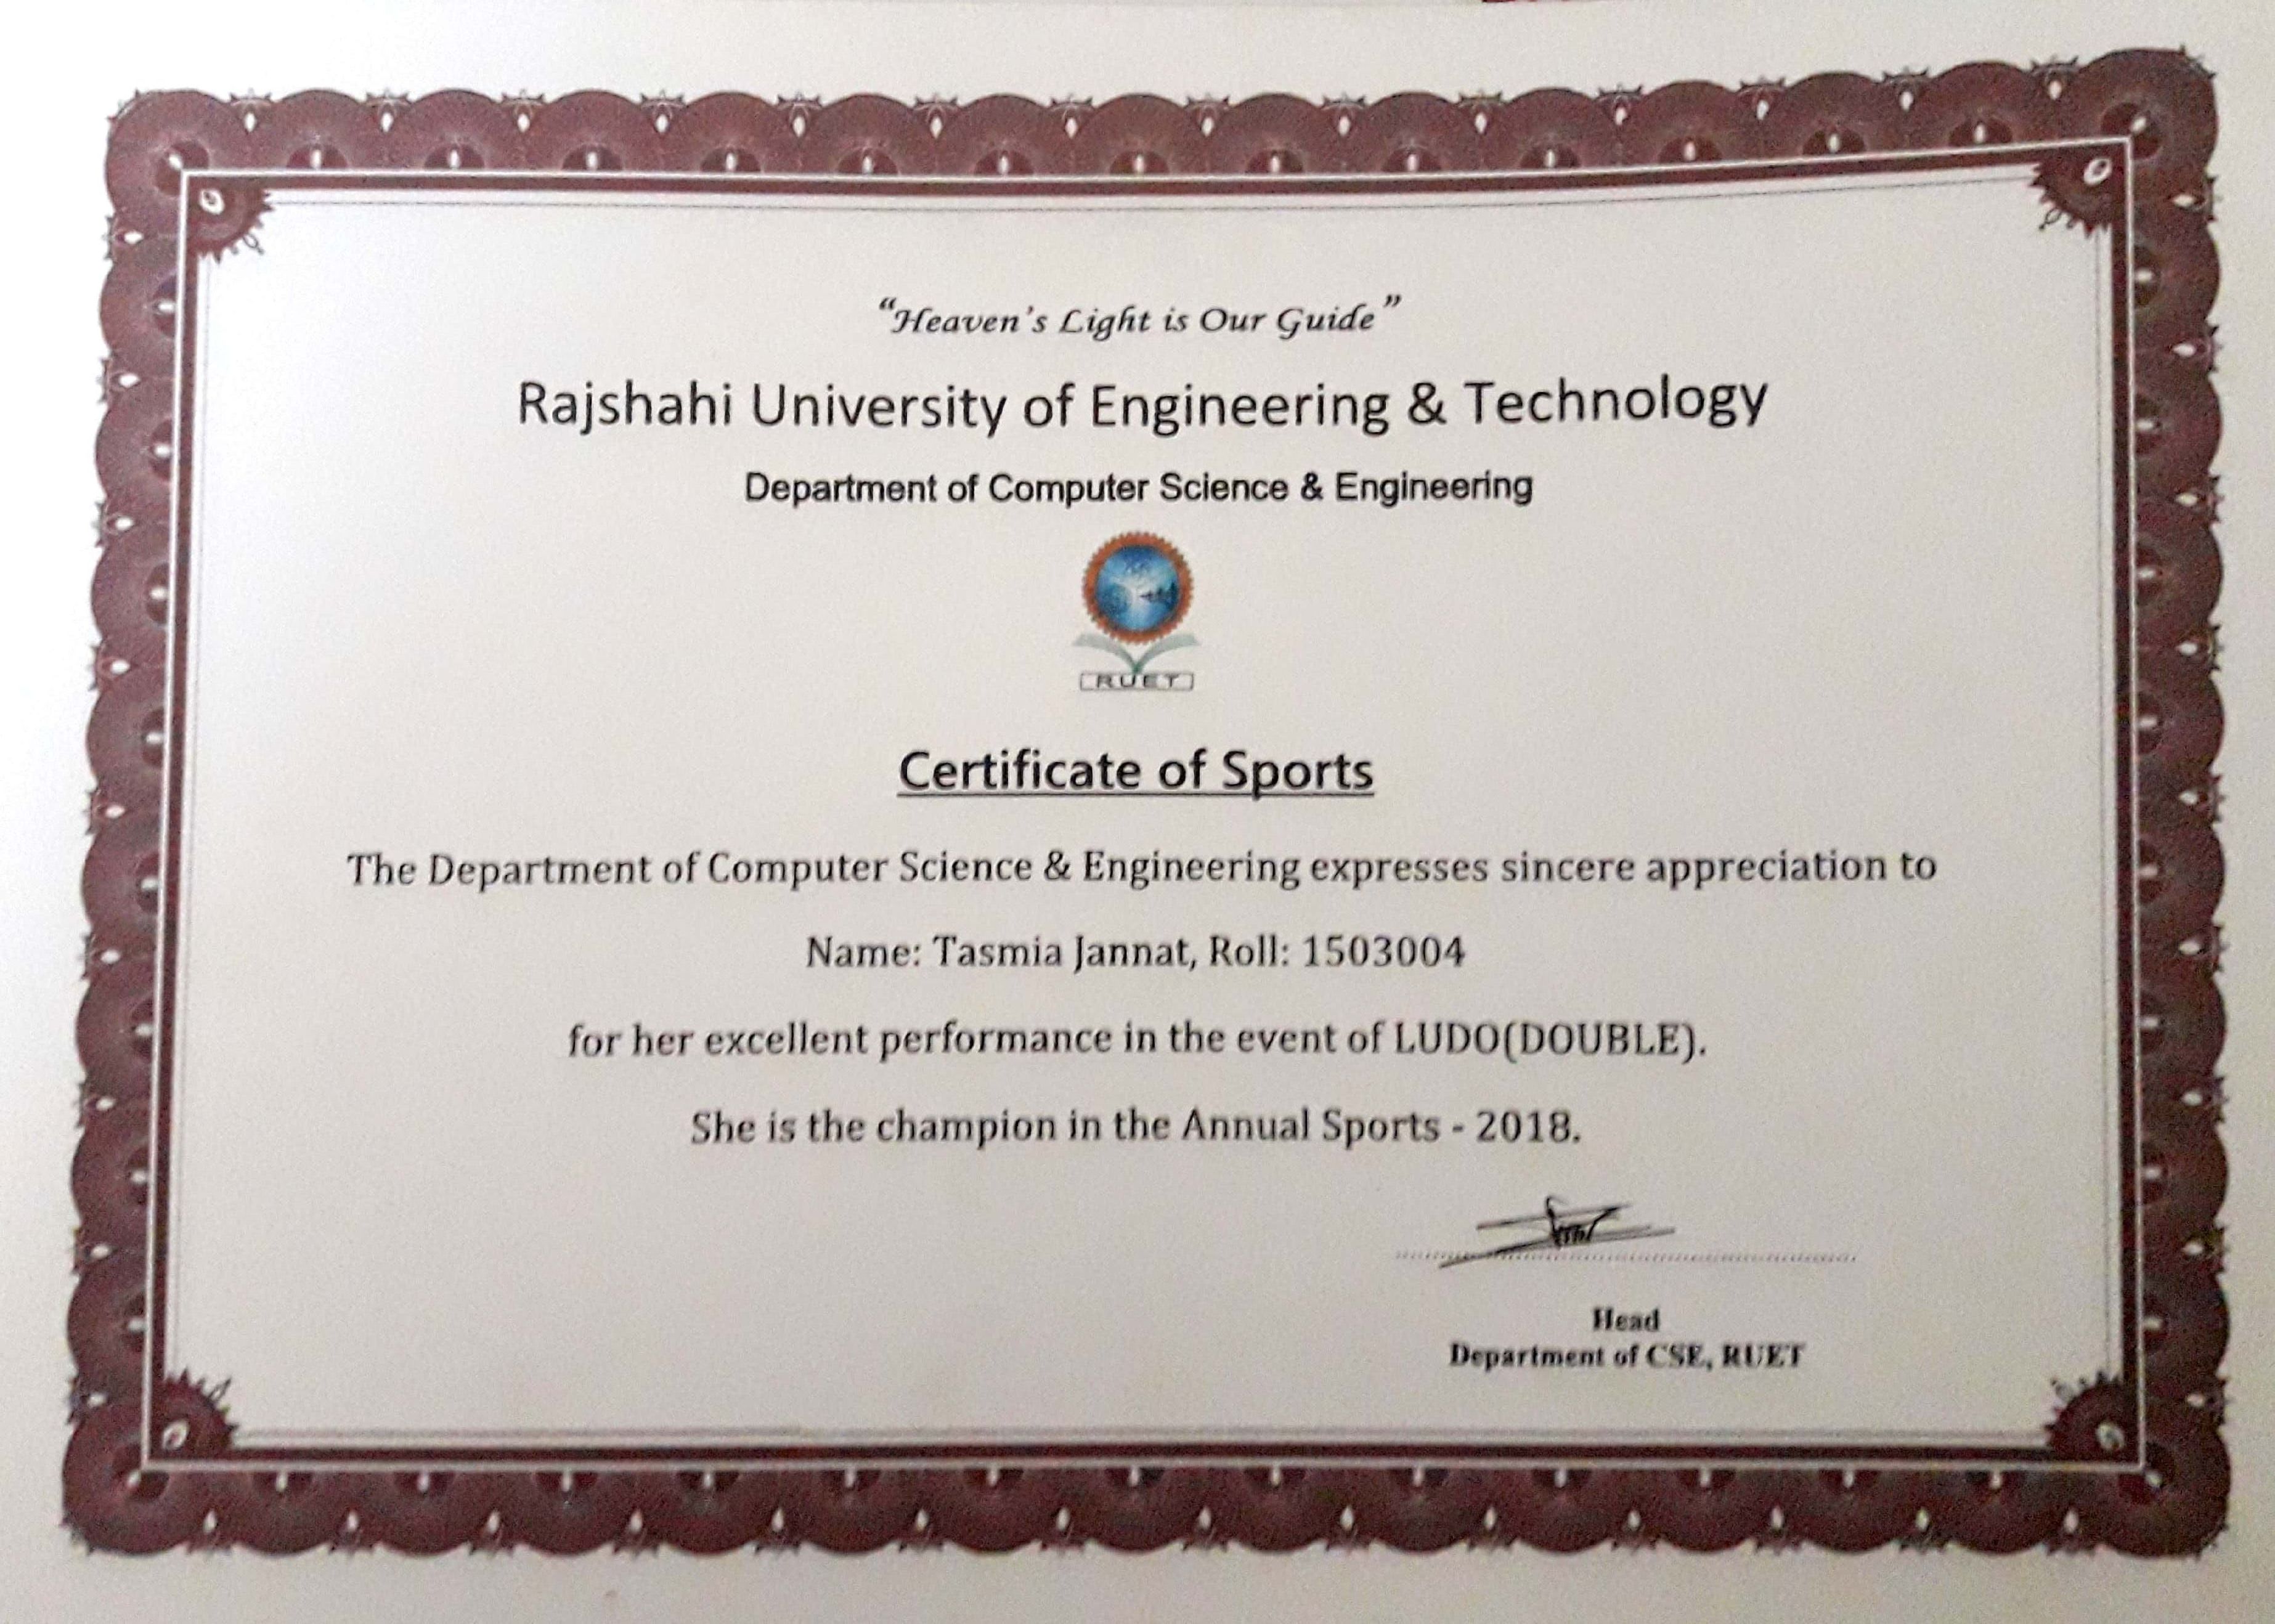 “Heaven’s Light is Our Guide”
Rajshahi University of Engineering & Technology
Department of Computer Science & Engineering
RUET
Certificate of Sports
The Department of Computer Science & Engineering expresses sincere appreciation to
Name: Tasmia Jannat, Roll: 1503004
for her excellent performance in the event of LUDO(DOUBLE).
She is the champion in the Annual Sports - 2018.
Head
Department of CSE, RUET